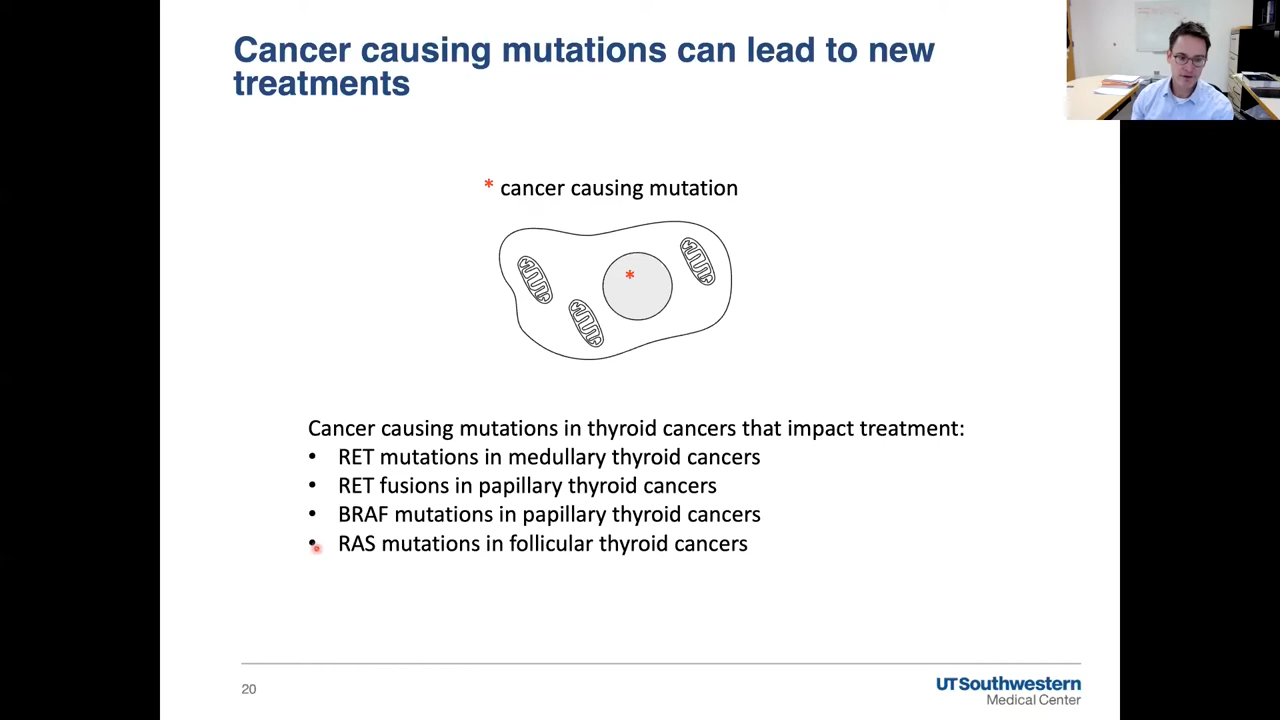 Cancer causing mutations can lead to new
treatments
* cancer causing mutation
*
Cancer causing mutations in thyroid cancers that impact treatment:
• RET mutations in medullary thyroid cancers
• RET fusions in papillary thyroid cancers
• BRAF mutations in papillary thyroid cancers
• RAS mutations in follicular thyroid cancers
20
UTSouthwestern
Medical Center